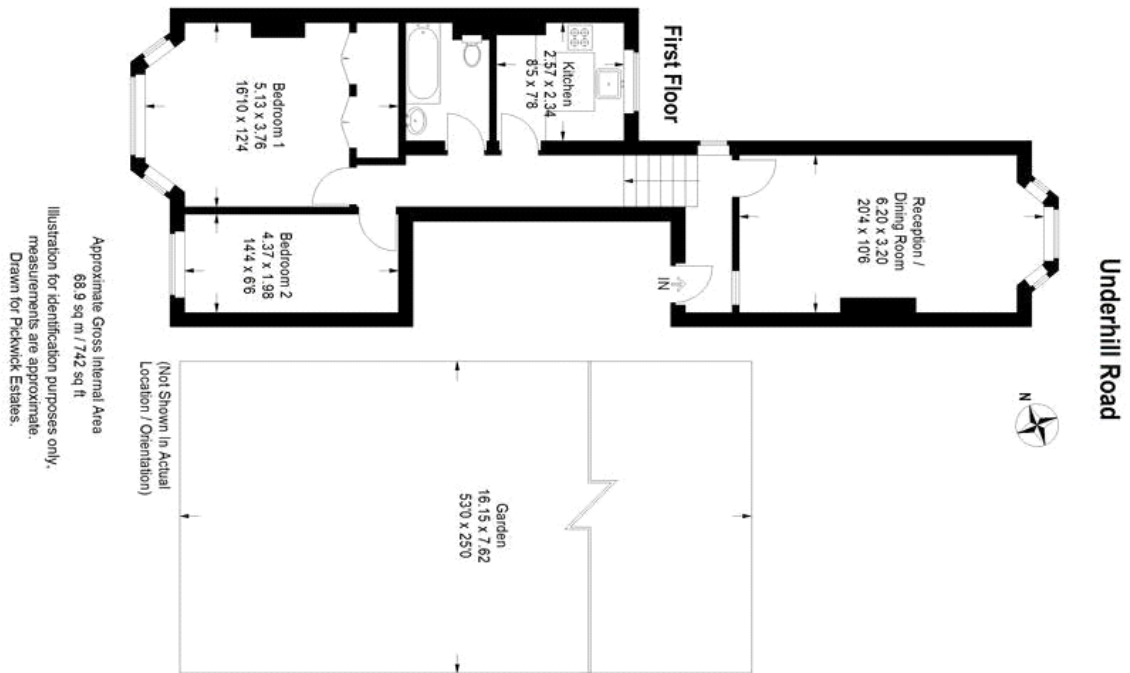 Underhill Road
N
First Floor
Reception /
Dining Room
6.20 x 3.20
20'4 x 10'6
Kitchen
2.57 x 2.34
8'5 x 7'8
IN
Bedroom 1
5.13 x 3.76
16'10 x 12'4
Bedroom 2
4.37 x 1.98
14'4 x 6'6
Garden
16.15 x 7.62
53'0 x 25'0
(Not Shown In Actual
Location / Orientation)
Approximate Gross Internal Area
68.9 sq m / 742 sq ft
Illustration for identification purposes only,
measurements are approximate.
Drawn for Pickwick Estates.